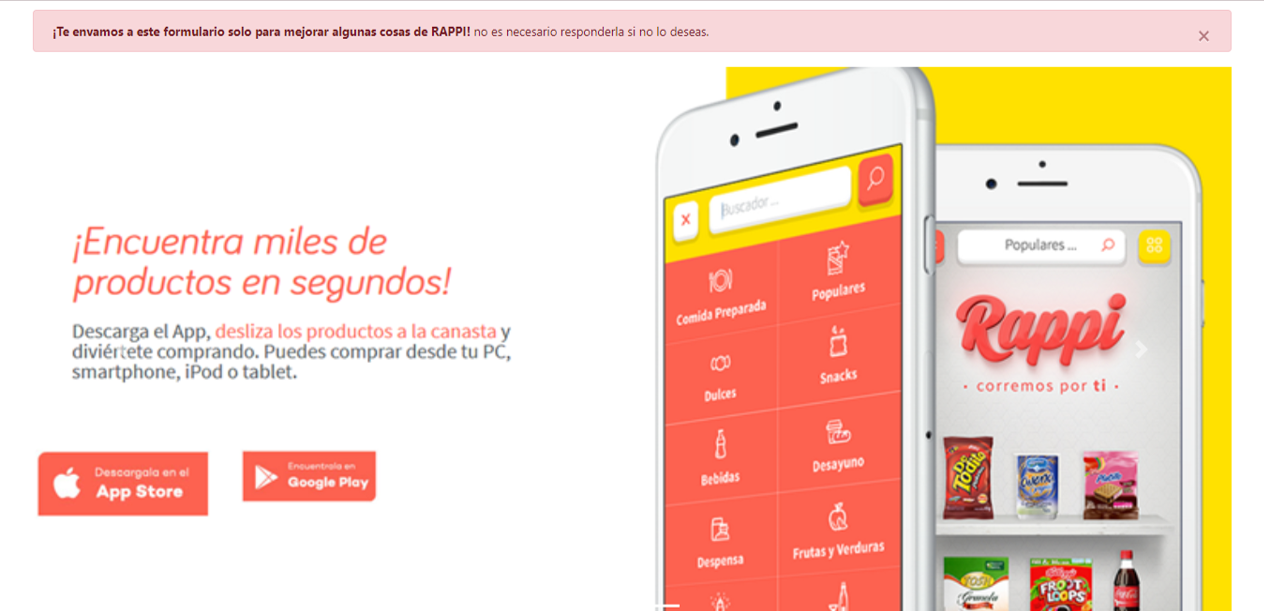 ¡Te envamos a este formulario solo para mejorar algunas cosas de RAPPI! no es necesario responderla si no lo deseas.
×
¡Encuentra miles de
productos en segundos!
Descarga el App, desliza los productos a la canasta y
diviértete comprando. Puedes comprar desde tu PC,
smartphone, iPod o tablet.
Descargala en el
App Store
Encuentrala en
Google Play
Buscador ...
Comida Preparada
Populares
Dulces
Snacks
Bebidas
Desayuno
Despensa
Frutas y Verduras
Populares ...
Rappi
· corremos por ti ·
De Todito
Avena
TOSH
Granola
FROOT
LOOPS